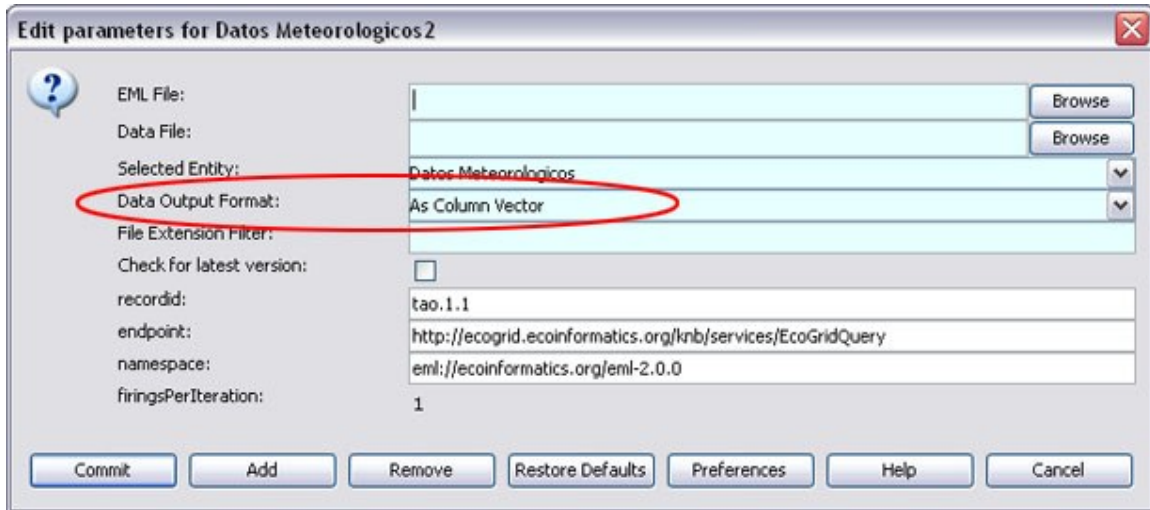 Edit parameters for Datos Meteorologicos2
EML File: Browse
Data File: Browse
Selected Entity: Datos Meteorologicos
Data Output Format: As Column Vector
File Extension Filter:
Check for latest version:
recordid: tao.1.1
endpoint: http://ecogrid.ecoinformatics.org/knb/services/EcoGridQuery
namespace: eml://ecoinformatics.org/eml-2.0.0
firingsPerIteration: 1
Commit Add Remove Restore Defaults Preferences Help Cancel